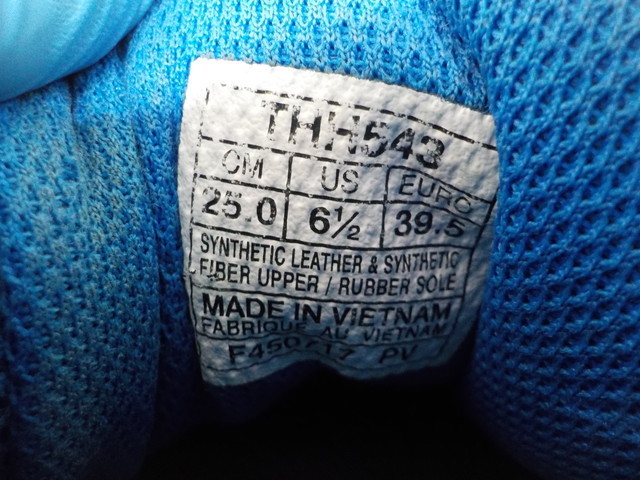 THH543
CM US EURO
25.0 6½ 39.5
SYNTHETIC LEATHER & SYNTHETIC
FIBER UPPER / RUBBER SOLE
MADE IN VIETNAM
FABRIQUE AU VIETNAM
PV